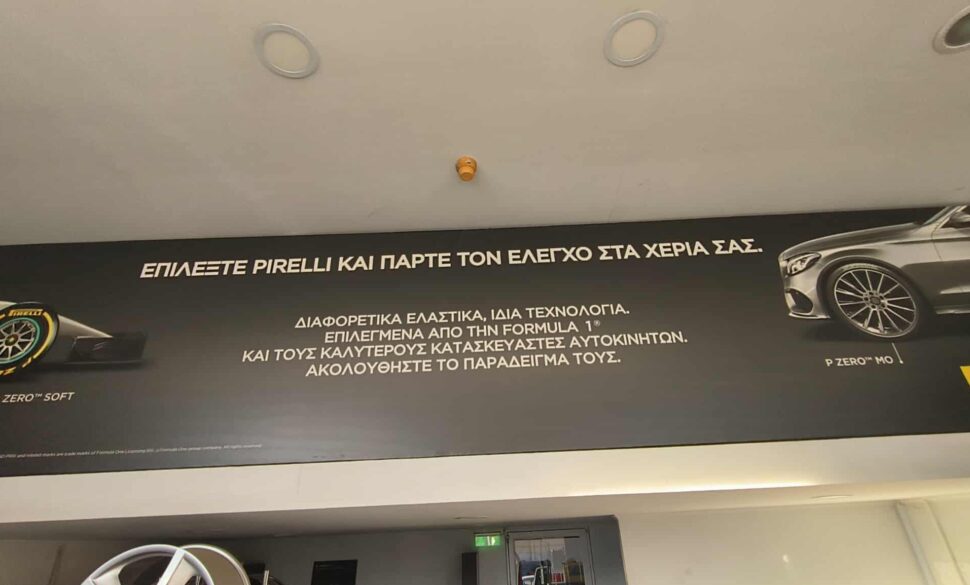 ΕΠΙΛΕΞΤΕ PIRELLI ΚΑΙ ΠΑΡΤΕ ΤΟΝ ΕΛΕΓΧΟ ΣΤΑ ΧΕΡΙΑ ΣΑΣ.
ΔΙΑΦΟΡΕΤΙΚΑ ΕΛΑΣΤΙΚΑ, ΙΔΙΑ ΤΕΧΝΟΛΟΓΙΑ.
ΕΠΙΛΕΓΜΕΝΑ ΑΠΟ ΤΗΝ FORMULA 1®
ΚΑΙ ΤΟΥΣ ΚΑΛΥΤΕΡΟΥΣ ΚΑΤΑΣΚΕΥΑΣΤΕΣ ΑΥΤΟΚΙΝΗΤΩΝ.
ΑΚΟΛΟΥΘΗΣΤΕ ΤΟ ΠΑΡΑΔΕΙΓΜΑ ΤΟΥΣ.
PIRELLI
ZERO™ SOFT
P ZERO™ MO